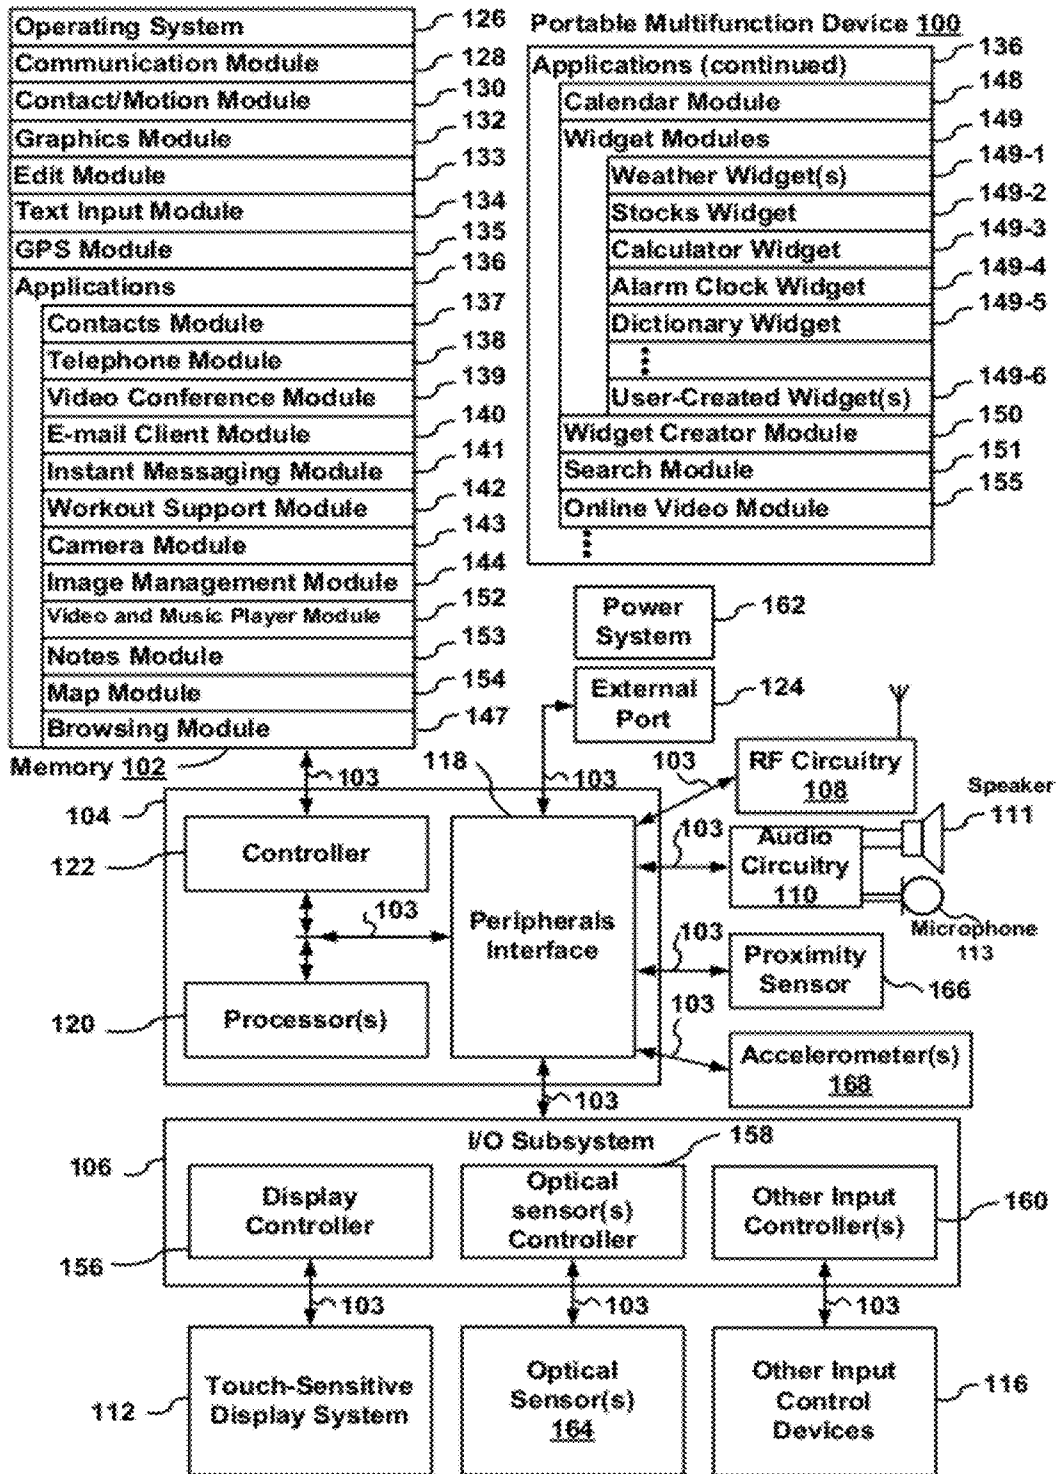 Operating System
126
Communication Module
128
Contact/Motion Module
130
Graphics Module
132
Edit Module
133
Text Input Module
134
GPS Module
135
Applications
136
Contacts Module
137
Telephone Module
138
Video Conference Module
139
E-mail Client Module
140
Instant Messaging Module
141
Workout Support Module
142
Camera Module
143
Image Management Module
144
Video and Music Player Module
152
Notes Module
153
Map Module
154
Browsing Module
147
Memory 102
Portable Multifunction Device 100
Applications (continued)
136
Calendar Module
148
Widget Modules
149
Weather Widget(s)
149-1
Stocks Widget
149-2
Calculator Widget
149-3
Alarm Clock Widget
149-4
Dictionary Widget
149-5
User-Created Widget(s)
149-6
Widget Creator Module
150
Search Module
151
Online Video Module
155
Power
System
162
External
Port
124
103
118
103
103
RF Circuitry
108
Speaker
111
104
122
Controller
103
Audio
Circuitry
110
103
Peripherals
Interface
Microphone
113
103
Proximity
Sensor
166
120
Processor(s)
103
Accelerometer(s)
168
103
I/O Subsystem
106
158
Display
Controller
156
Optical
sensor(s)
Controller
Other Input
Controller(s)
160
103
103
103
Touch-Sensitive
Display System
112
Optical
Sensor(s)
164
Other Input
Control
Devices
116